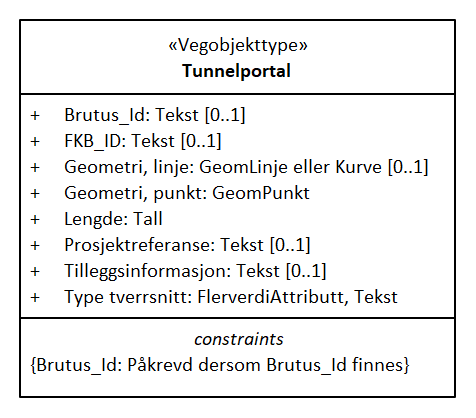 «Vegobjekttype»
Tunnelportal
+ Brutus_Id: Tekst [0..1]
+ FKB_ID: Tekst [0..1]
+ Geometri, linje: GeomLinje eller Kurve [0..1]
+ Geometri, punkt: GeomPunkt
+ Lengde: Tall
+ Prosjektreferanse: Tekst [0..1]
+ Tilleggsinformasjon: Tekst [0..1]
+ Type tverrsnitt: FlerverdiAttributt, Tekst
constraints
{Brutus_Id: Påkrevd dersom Brutus_Id finnes}